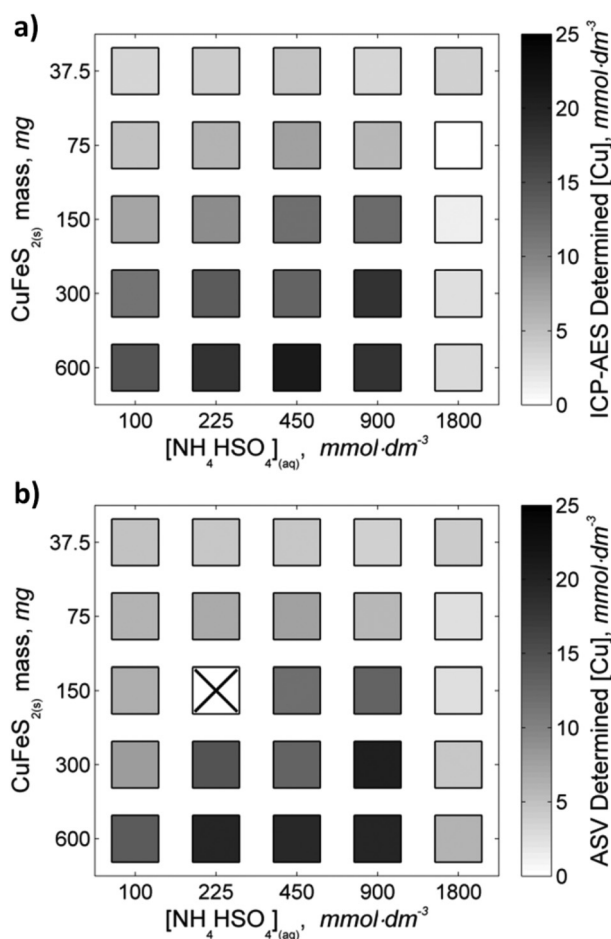 a)
37.5
75
150
300
600
CuFeS2(s) mass, mg
100 225 450 900 1800
[NH4HSO4](aq), mmol·dm-3
25
20
15
10
5
0
ICP-AES Determined [Cu], mmol·dm-3
b)
37.5
75
150
300
600
CuFeS2(s) mass, mg
100 225 450 900 1800
[NH4HSO4](aq), mmol·dm-3
25
20
15
10
5
0
ASV Determined [Cu], mmol·dm-3